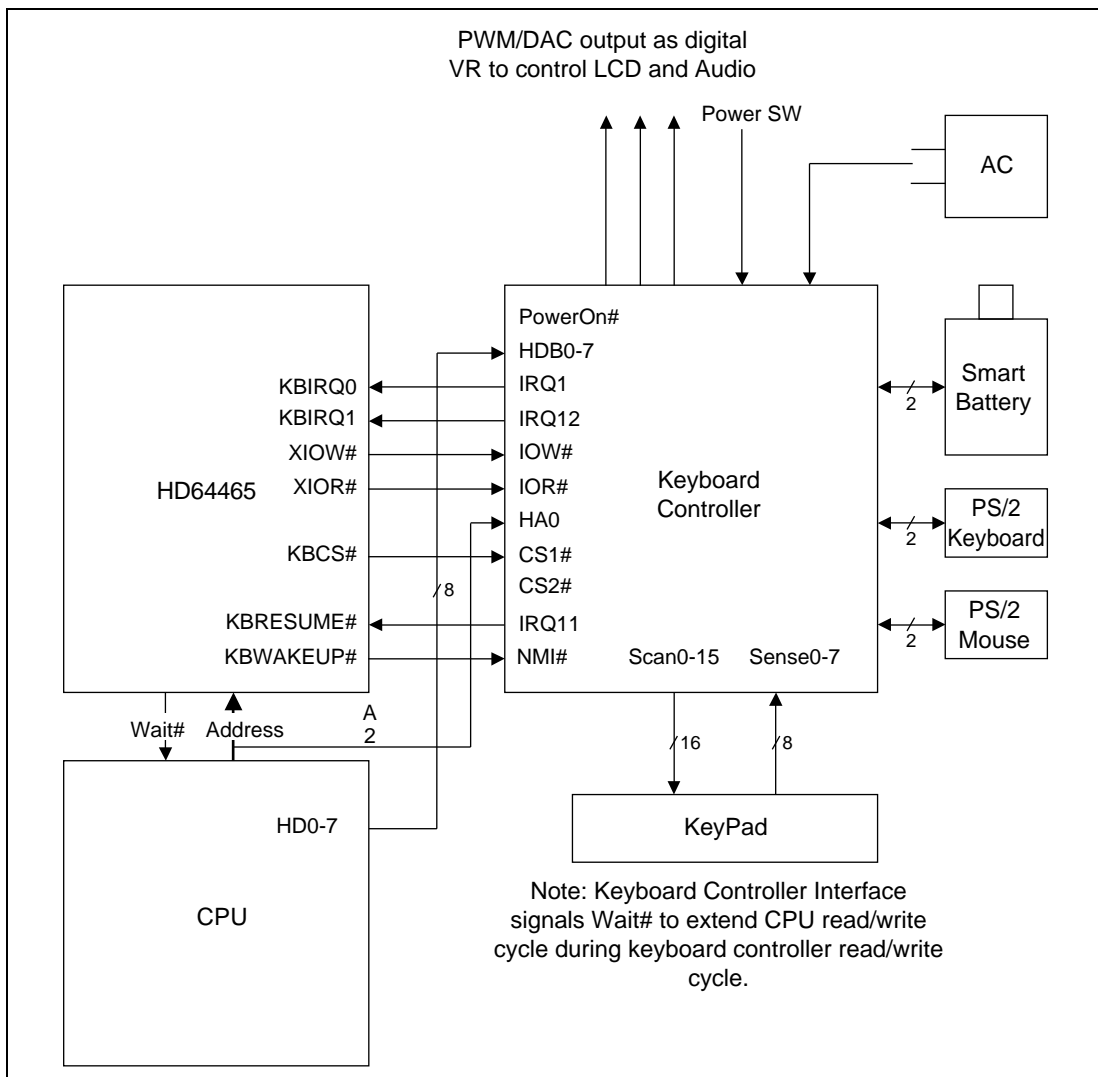 PWM/DAC output as digital
VR to control LCD and Audio
Power SW
AC
PowerOn#
HDB0-7
KBIRQ0
IRQ1
KBIRQ1
IRQ12
XIOW#
IOW#
HD64465
XIOR#
IOR#
HA0
KBCS#
CS1#
CS2#
8
KBRESUME#
IRQ11
KBWAKEUP#
NMI#
Keyboard
Controller
Scan0-15
Sense0-7
2
Smart
Battery
2
PS/2
Keyboard
2
PS/2
Mouse
Wait#
Address
A
2
16
8
KeyPad
HD0-7
CPU
Note: Keyboard Controller Interface
signals Wait# to extend CPU read/write
cycle during keyboard controller read/write
cycle.